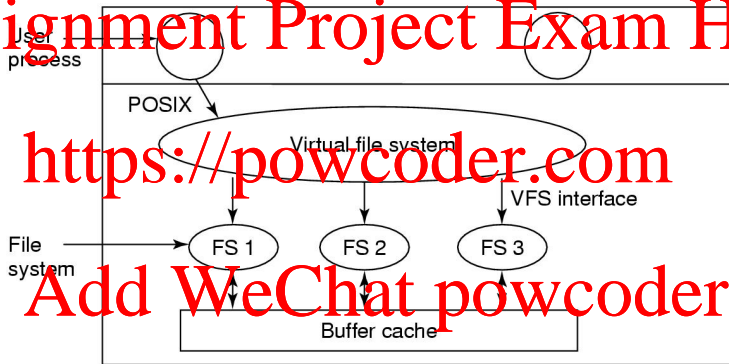 ignment Project Exam H
User
process
POSIX
Virtual file system
https://powcoder.com
VFS interface
File
system
FS 1
FS 2
FS 3
Add WeChat powcoder
Buffer cache